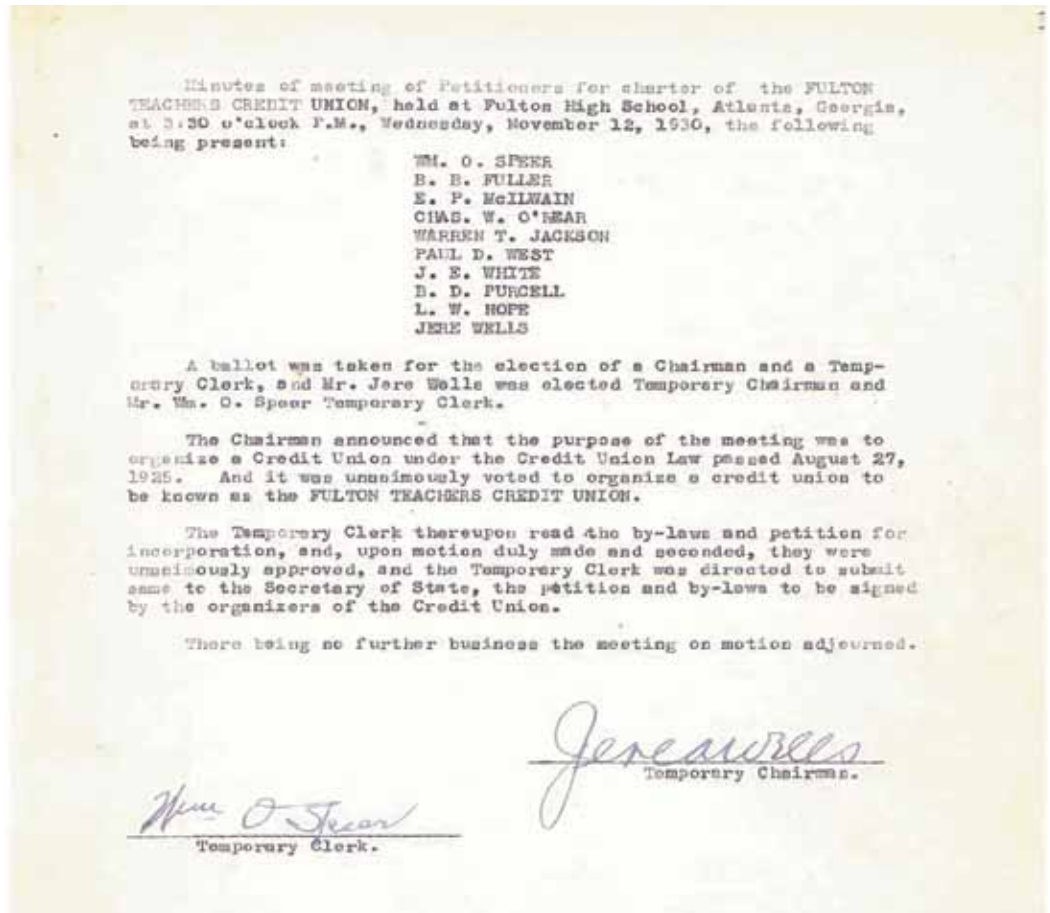 Minutes of meeting of Petitioners for charter of the FULTON
TEACHERS CREDIT UNION, held at Fulton High School, Atlanta, Georgia,
at 3:30 o'clock P.M., Wednesday, November 12, 1930, the following
being present:
WM. O. SPEER
B. B. FULLER
E. P. McILWAIN
CHAS. W. O'REAR
WARREN T. JACKSON
PAUL D. WEST
J. E. WHITE
B. D. PURCELL
L. W. HOPE
JERE WELLS
A ballot was taken for the election of a Chairman and a Temp-
orary Clerk, and Mr. Jere Wells was elected Temporary Chairman and
Mr. Wm. O. Speer Temporary Clerk.
The Chairman announced that the purpose of the meeting was to
organize a Credit Union under the Credit Union Law passed August 27,
1925. And it was unanimously voted to organize a credit union to
be known as the FULTON TEACHERS CREDIT UNION.
The Temporary Clerk thereupon read the by-laws and petition for
incorporation, and, upon motion duly made and seconded, they were
unanimously approved, and the Temporary Clerk was directed to submit
same to the Secretary of State, the petition and by-laws to be signed
by the organizers of the Credit Union.
There being no further business the meeting on motion adjourned.
Jere A Wells
Temporary Chairman.
Wm O Speer
Temporary Clerk.